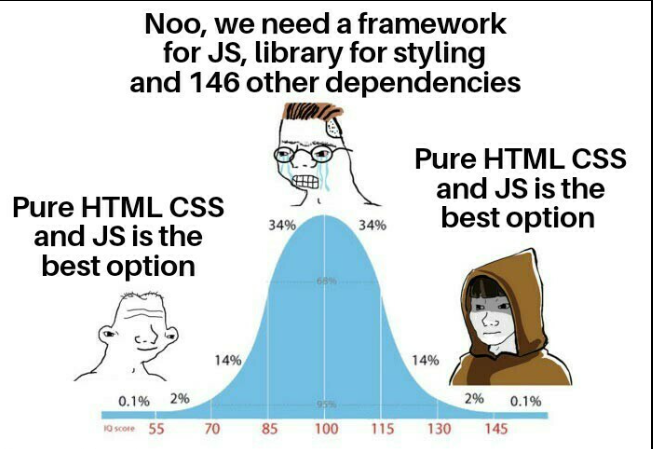 Noo, we need a framework
for JS, library for styling
and 146 other dependencies
Pure HTML CSS
and JS is the
best option
Pure HTML CSS
and JS is the
best option
34% 34%
68%
14% 14%
0.1% 2% 95% 2% 0.1%
IQ score 55 70 85 100 115 130 145